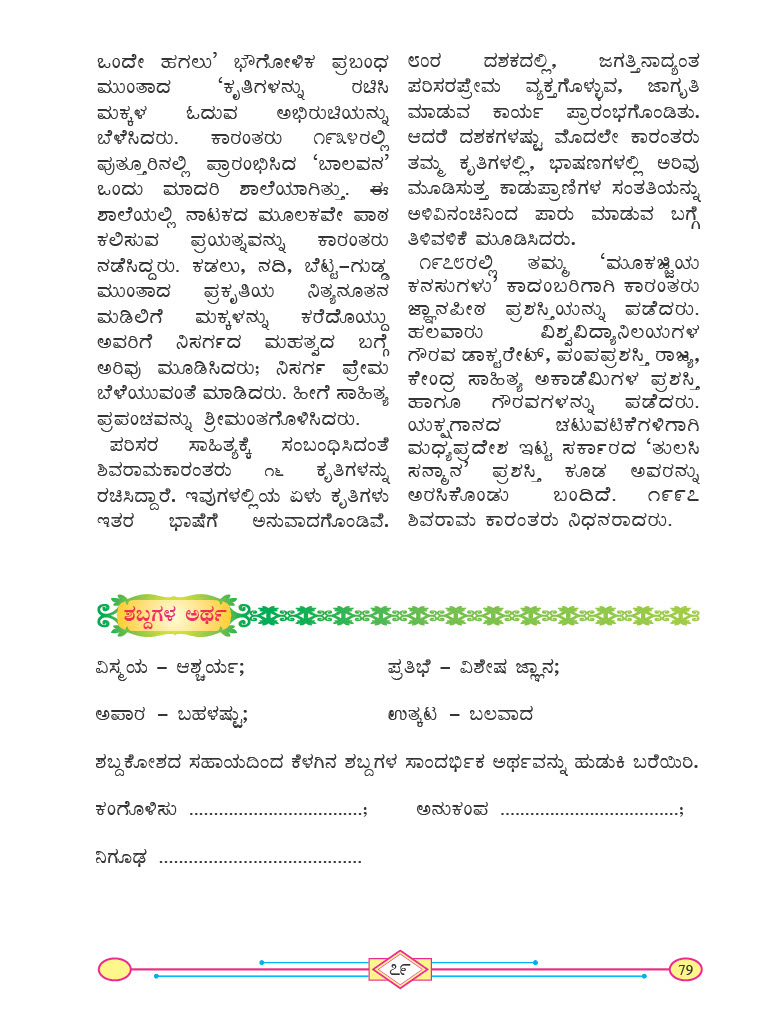 ಒಂದೇ ಹಗಲು’ ಭೌಗೋಳಿಕ ಪ್ರಬಂಧ
ಮುಂತಾದ ‘ಕೃತಿಗಳನ್ನು ರಚಿಸಿ
ಮಕ್ಕಳ ಓದುವ ಅಭಿರುಚಿಯನ್ನು
ಬೆಳೆಸಿದರು. ಕಾರಂತರು ೧೯೩೪ರಲ್ಲಿ
ಪುತ್ತೂರಿನಲ್ಲಿ ಪ್ರಾರಂಭಿಸಿದ ‘ಬಾಲವನ’
ಒಂದು ಮಾದರಿ ಶಾಲೆಯಾಗಿತ್ತು. ಈ
ಶಾಲೆಯಲ್ಲಿ ನಾಟಕದ ಮೂಲಕವೇ ಪಾಠ
ಕಲಿಸುವ ಪ್ರಯತ್ನವನ್ನು ಕಾರಂತರು
ನಡೆಸಿದ್ದರು. ಕಡಲು, ನದಿ, ಬೆಟ್ಟ–ಗುಡ್ಡ
ಮುಂತಾದ ಪ್ರಕೃತಿಯ ನಿತ್ಯನೂತನ
ಮಡಿಲಿಗೆ ಮಕ್ಕಳನ್ನು ಕರೆದೊಯ್ದು
ಅವರಿಗೆ ನಿಸರ್ಗದ ಮಹತ್ವದ ಬಗ್ಗೆ
ಅರಿವು ಮೂಡಿಸಿದರು; ನಿಸರ್ಗ ಪ್ರೇಮ
ಬೆಳೆಯುವಂತೆ ಮಾಡಿದರು. ಹೀಗೆ ಸಾಹಿತ್ಯ
ಪ್ರಪಂಚವನ್ನು ಶ್ರೀಮಂತಗೊಳಿಸಿದರು.
ಪರಿಸರ ಸಾಹಿತ್ಯಕ್ಕೆ ಸಂಬಂಧಿಸಿದಂತೆ
ಶಿವರಾಮಕಾರಂತರು ೧೬ ಕೃತಿಗಳನ್ನು
ರಚಿಸಿದ್ದಾರೆ. ಇವುಗಳಲ್ಲಿಯ ಏಳು ಕೃತಿಗಳು
ಇತರ ಭಾಷೆಗೆ ಅನುವಾದಗೊಂಡಿವೆ.
೮೦ರ ದಶಕದಲ್ಲಿ, ಜಗತ್ತಿನಾದ್ಯಂತ
ಪರಿಸರಪ್ರೇಮ ವ್ಯಕ್ತಗೊಳ್ಳುವ, ಜಾಗೃತಿ
ಮಾಡುವ ಕಾರ್ಯ ಪ್ರಾರಂಭಗೊಂಡಿತು.
ಆದರೆ ದಶಕಗಳಷ್ಟು ಮೊದಲೇ ಕಾರಂತರು
ತಮ್ಮ ಕೃತಿಗಳಲ್ಲಿ, ಭಾಷಣಗಳಲ್ಲಿ ಅರಿವು
ಮೂಡಿಸುತ್ತ ಕಾಡುಪ್ರಾಣಿಗಳ ಸಂತತಿಯನ್ನು
ಅಳಿವಿನಂಚಿನಿಂದ ಪಾರು ಮಾಡುವ ಬಗ್ಗೆ
ತಿಳಿವಳಿಕೆ ಮೂಡಿಸಿದರು.
೧೯೭೮ರಲ್ಲಿ ತಮ್ಮ ‘ಮೂಕಜ್ಜಿಯ
ಕನಸುಗಳು’ ಕಾದಂಬರಿಗಾಗಿ ಕಾರಂತರು
ಜ್ಞಾನಪೀಠ ಪ್ರಶಸ್ತಿಯನ್ನು ಪಡೆದರು.
ಹಲವಾರು ವಿಶ್ವವಿದ್ಯಾನಿಲಯಗಳ
ಗೌರವ ಡಾಕ್ಟರೇಟ್, ಪಂಪಪ್ರಶಸ್ತಿ ರಾಜ್ಯ,
ಕೇಂದ್ರ ಸಾಹಿತ್ಯ ಅಕಾಡೆಮಿಗಳ ಪ್ರಶಸ್ತಿ
ಹಾಗೂ ಗೌರವಗಳನ್ನು ಪಡೆದರು.
ಯಕ್ಷಗಾನದ ಚಟುವಟಿಕೆಗಳಿಗಾಗಿ
ಮಧ್ಯಪ್ರದೇಶ ಇಟ್ಟ ಸರ್ಕಾರದ ‘ತುಲಸಿ
ಸನ್ಮಾನ’ ಪ್ರಶಸ್ತಿ ಕೂಡ ಅವರನ್ನು
ಅರಸಿಕೊಂಡು ಬಂದಿದೆ. ೧೯೯೭
ಶಿವರಾಮ ಕಾರಂತರು ನಿಧನರಾದರು.
ಶಬ್ದಗಳ ಅರ್ಥ
ವಿಸ್ಮಯ – ಆಶ್ಚರ್ಯ; ಪ್ರತಿಭೆ – ವಿಶೇಷ ಜ್ಞಾನ;
ಅಪಾರ – ಬಹಳಷ್ಟು; ಉತ್ಕಟ – ಬಲವಾದ
ಶಬ್ದಕೋಶದ ಸಹಾಯದಿಂದ ಕೆಳಗಿನ ಶಬ್ದಗಳ ಸಾಂದರ್ಭಿಕ ಅರ್ಥವನ್ನು ಹುಡುಕಿ ಬರೆಯಿರಿ.
ಕಂಗೊಳಿಸು ...................................; ಅನುಕಂಪ ....................................;
ನಿಗೂಢ .........................................
೭೯
79